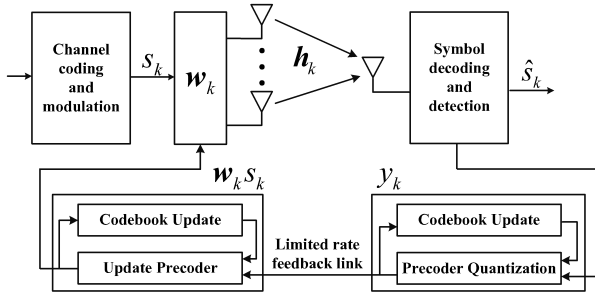 Channel
coding
and
modulation
s_k
w_k
h_k
Symbol
decoding
and
detection
ŝ_k
w_k s_k
y_k
Codebook Update
Update Precoder
Limited rate
feedback link
Codebook Update
Precoder Quantization